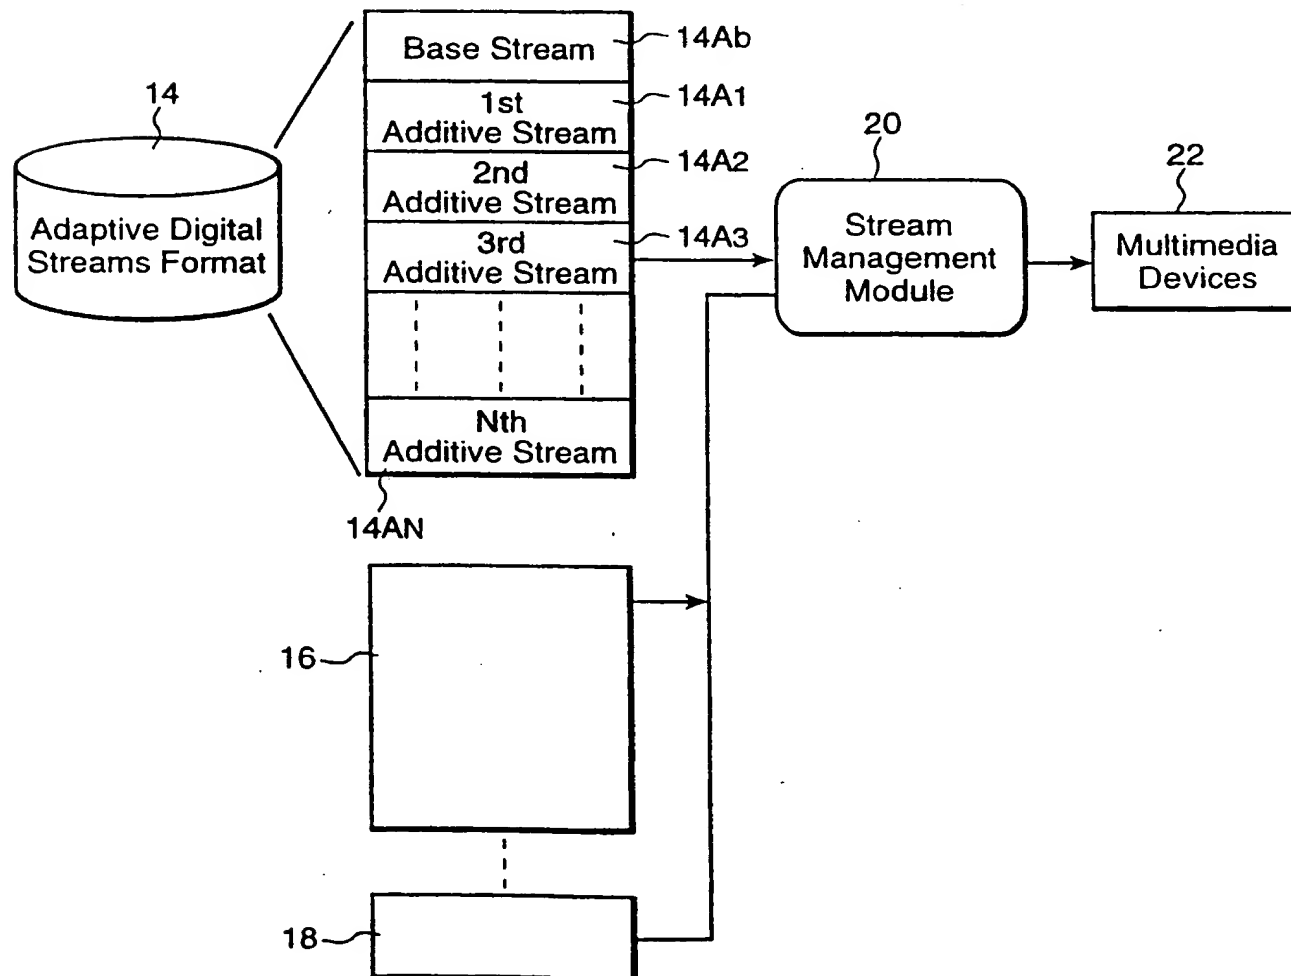 14
Adaptive Digital
Streams Format
Base Stream
14Ab
1st
Additive Stream
14A1
2nd
Additive Stream
14A2
3rd
Additive Stream
14A3
Nth
Additive Stream
14AN
16
18
20
Stream
Management
Module
22
Multimedia
Devices